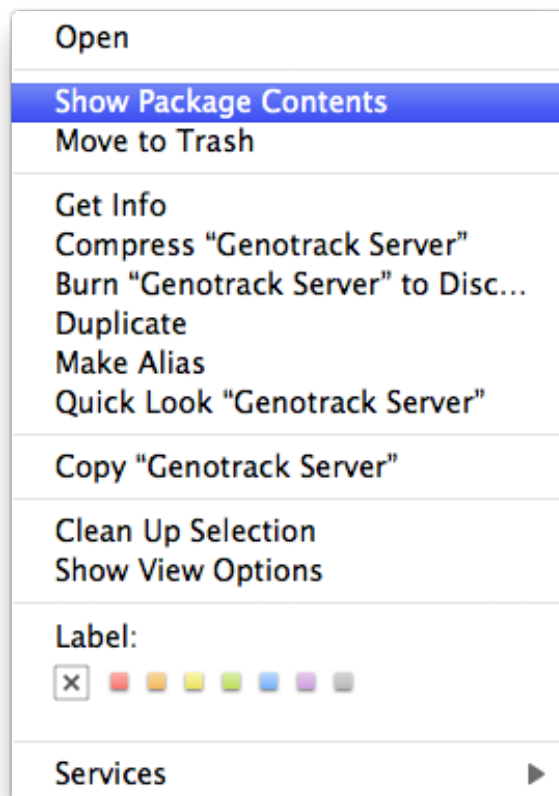 Open
Show Package Contents
Move to Trash
Get Info
Compress “Genotrack Server”
Burn “Genotrack Server” to Disc...
Duplicate
Make Alias
Quick Look “Genotrack Server”
Copy “Genotrack Server”
Clean Up Selection
Show View Options
Label:
Services